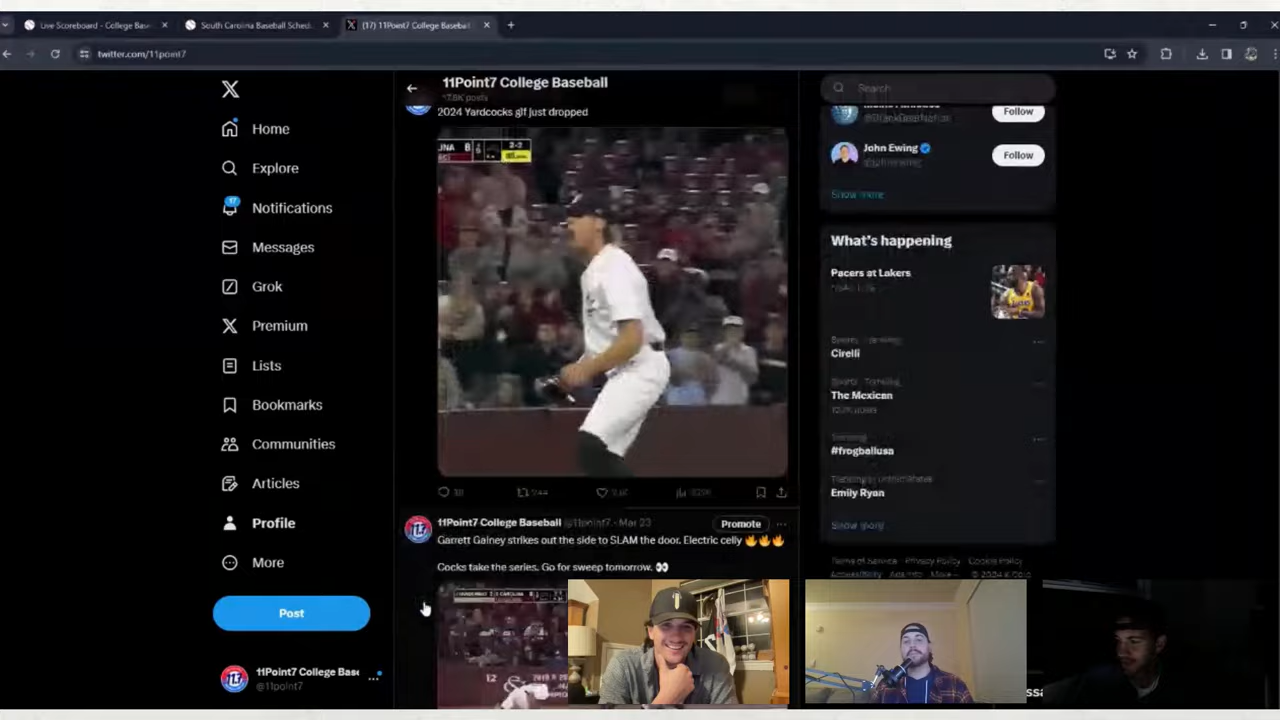 Live Scoreboard - College Bas
South Carolina Baseball Sched
(17) 11Point7 College Basebal
twitter.com/11point7
Home
Explore
17
Notifications
Messages
Grok
Premium
Lists
Bookmarks
Communities
Articles
Profile
More
Post
11Point7 College Base
@11point7
11Point7 College Baseball
2024 Yardcocks gif just dropped
11Point7 College Baseball @11point7 · Mar 23
Promote
Garrett Gainey strikes out the side to SLAM the door. Electric celly 🔥🔥🔥
Cocks take the series. Go for sweep tomorrow. 👀
Search
Follow
John Ewing
Follow
Show more
What's happening
Pacers at Lakers
Cirelli
The Mexican
#frogballusa
Emily Ryan
Show more
Terms of Service Privacy Policy Cookie Policy